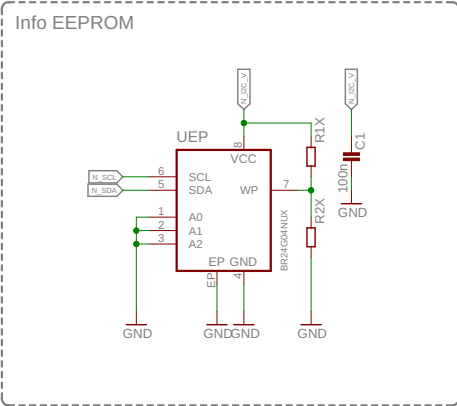 Info EEPROM
N_I2C_V
N_I2C_V
UEP
8
VCC
R1X
C1
100n
GND
N_SCL
6
SCL
N_SDA
5
SDA
WP
7
1
A0
2
A1
3
A2
R2X
BR24G04NUX
EP
GND
EP
4
GND
GND
GND
GND